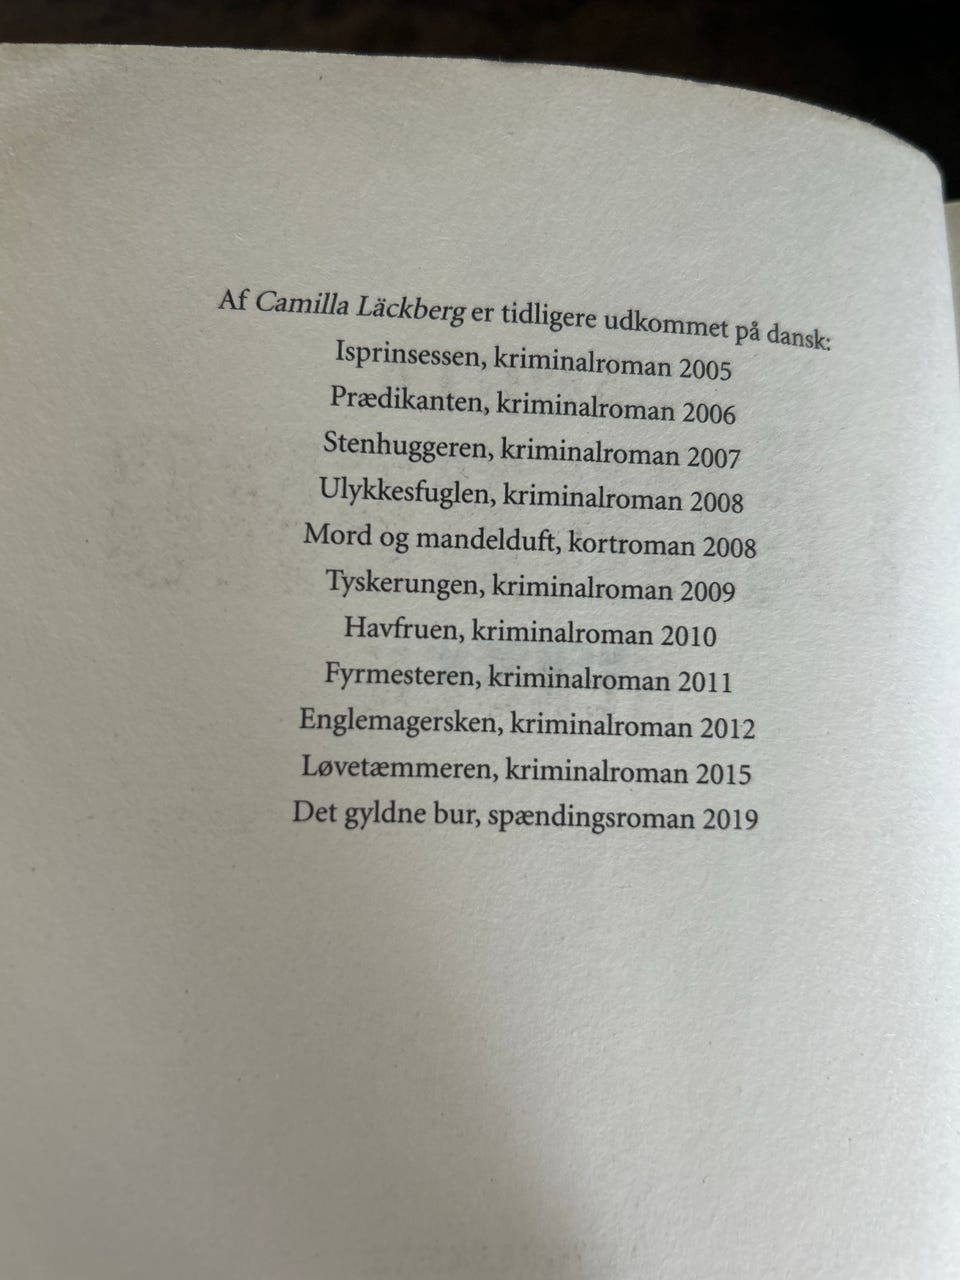 Af Camilla Läckberg er tidligere udkommet på dansk:
Isprinsessen, kriminalroman 2005
Prædikanten, kriminalroman 2006
Stenhuggeren, kriminalroman 2007
Ulykkesfuglen, kriminalroman 2008
Mord og mandelduft, kortroman 2008
Tyskerungen, kriminalroman 2009
Havfruen, kriminalroman 2010
Fyrmesteren, kriminalroman 2011
Englemagersken, kriminalroman 2012
Løvetæmmeren, kriminalroman 2015
Det gyldne bur, spændingsroman 2019